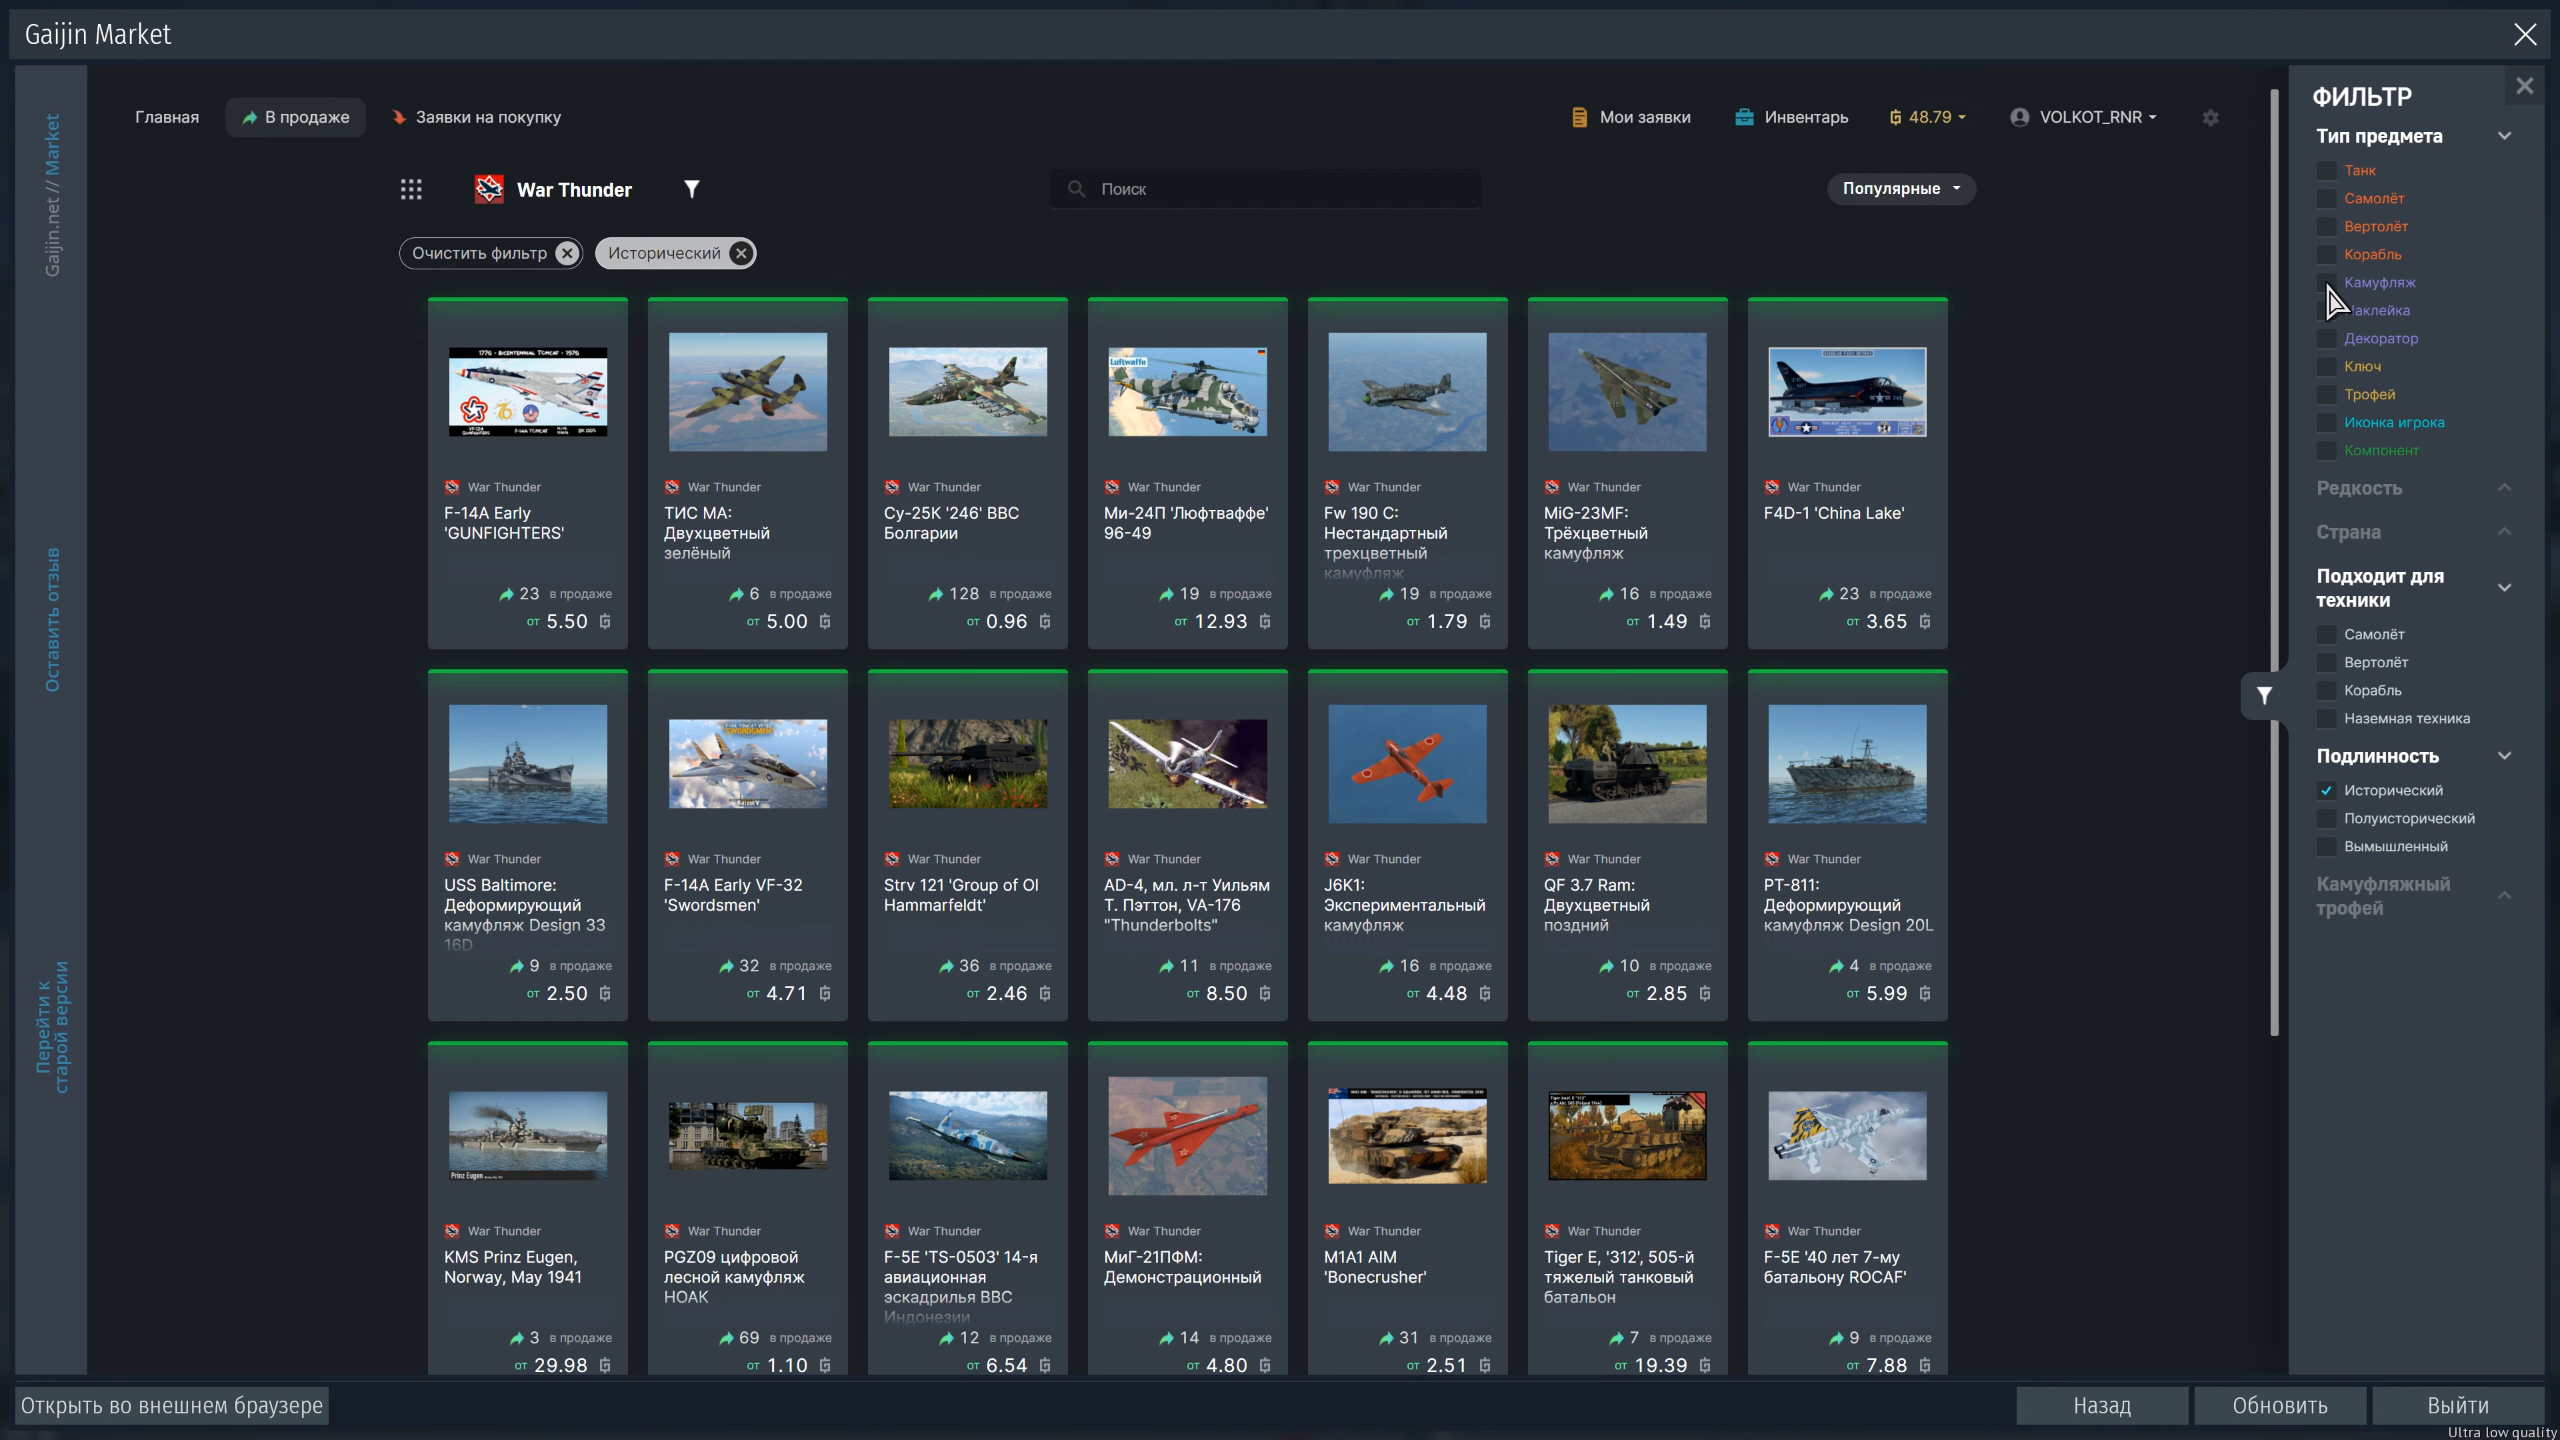 Gaijin Market
Gaijin.net // Market
Оставить отзыв
Перейти к
старой версии
Главная
В продаже
Заявки на покупку
Мои заявки
Инвентарь
48.79
VOLKOT_RNR
War Thunder
Поиск
Популярные
Очистить фильтр
Исторический
1776 - BICENTENNIAL TOMCAT - 1976
Luftwaffe
War Thunder
F-14A Early
'GUNFIGHTERS'
23 в продаже
от 5.50
War Thunder
ТИС МА:
Двухцветный
зелёный
6 в продаже
от 5.00
War Thunder
Су-25К '246' ВВС
Болгарии
128 в продаже
от 0.96
War Thunder
Ми-24П 'Люфтваффе'
96-49
19 в продаже
от 12.93
War Thunder
Fw 190 C:
Нестандартный
трехцветный
камуфляж
19 в продаже
от 1.79
War Thunder
MiG-23MF:
Трёхцветный
камуфляж
16 в продаже
от 1.49
War Thunder
F4D-1 'China Lake'
23 в продаже
от 3.65
War Thunder
USS Baltimore:
Деформирующий
камуфляж Design 33
16D
9 в продаже
от 2.50
SWORDSMEN
War Thunder
F-14A Early VF-32
'Swordsmen'
32 в продаже
от 4.71
War Thunder
Strv 121 'Group of Ol
Hammarfeldt'
36 в продаже
от 2.46
War Thunder
AD-4, мл. л-т Уильям
Т. Пэттон, VA-176
"Thunderbolts"
11 в продаже
от 8.50
War Thunder
J6K1:
Экспериментальный
камуфляж
16 в продаже
от 4.48
War Thunder
QF 3.7 Ram:
Двухцветный
поздний
10 в продаже
от 2.85
War Thunder
PT-811:
Деформирующий
камуфляж Design 20L
4 в продаже
от 5.99
Prinz Eugen
War Thunder
KMS Prinz Eugen,
Norway, May 1941
3 в продаже
от 29.98
War Thunder
PGZ09 цифровой
лесной камуфляж
НОАК
69 в продаже
от 1.10
War Thunder
F-5E 'TS-0503' 14-я
авиационная
эскадрилья ВВС
Индонезии
12 в продаже
от 6.54
War Thunder
МиГ-21ПФМ:
Демонстрационный
14 в продаже
от 4.80
War Thunder
M1A1 AIM
'Bonecrusher'
31 в продаже
от 2.51
War Thunder
Tiger E, '312', 505-й
тяжелый танковый
батальон
7 в продаже
от 19.39
War Thunder
F-5E '40 лет 7-му
батальону ROCAF'
9 в продаже
от 7.88
ФИЛЬТР
Тип предмета
Танк
Самолёт
Вертолёт
Корабль
Камуфляж
аклейка
Декоратор
Ключ
Трофей
Иконка игрока
Компонент
Редкость
Страна
Подходит для
техники
Самолёт
Вертолёт
Корабль
Наземная техника
Подлинность
Исторический
Полуисторический
Вымышленный
Камуфляжный
трофей
Открыть во внешнем браузере
Назад
Обновить
Выйти
Ultra low quality